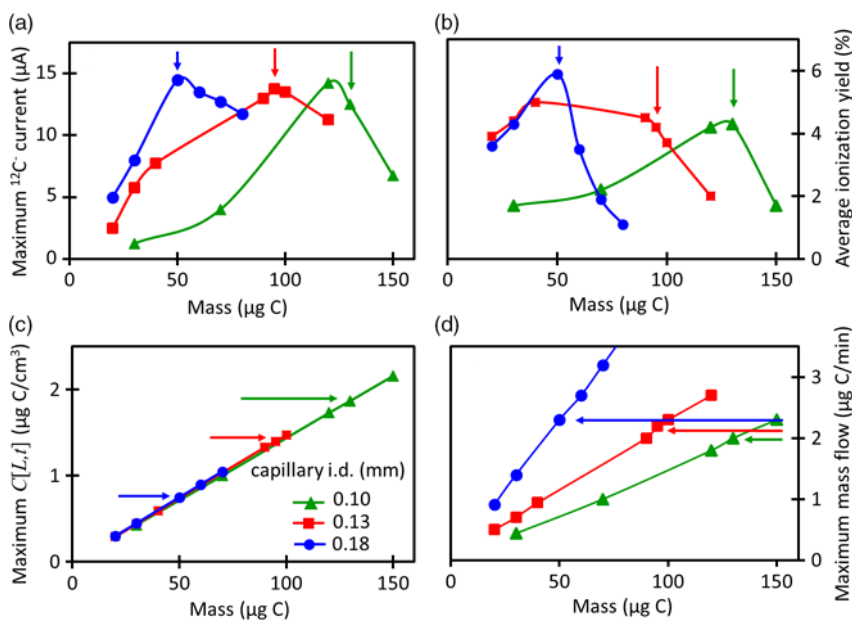 (a)
Maximum ¹²C⁻ current (µA)
15
10
5
0
0
50
100
150
Mass (µg C)
(b)
6
4
2
0
Average ionization yield (%)
0
50
100
150
Mass (µg C)
(c)
Maximum C[L,t] (µg C/cm³)
2
1
0
capillary i.d. (mm)
0.10
0.13
0.18
0
50
100
150
Mass (µg C)
(d)
3
2
1
0
Maximum mass flow (µg C/min)
0
50
100
150
Mass (µg C)